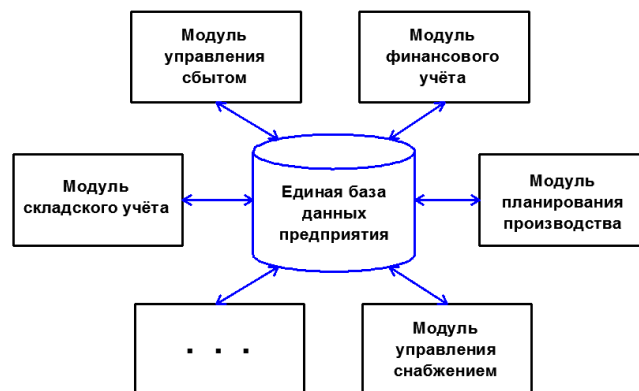 Модуль
управления
сбытом
Модуль
финансового
учёта
Модуль
складского учёта
Единая база
данных
предприятия
Модуль
планирования
производства
. . .
Модуль
управления
снабжением